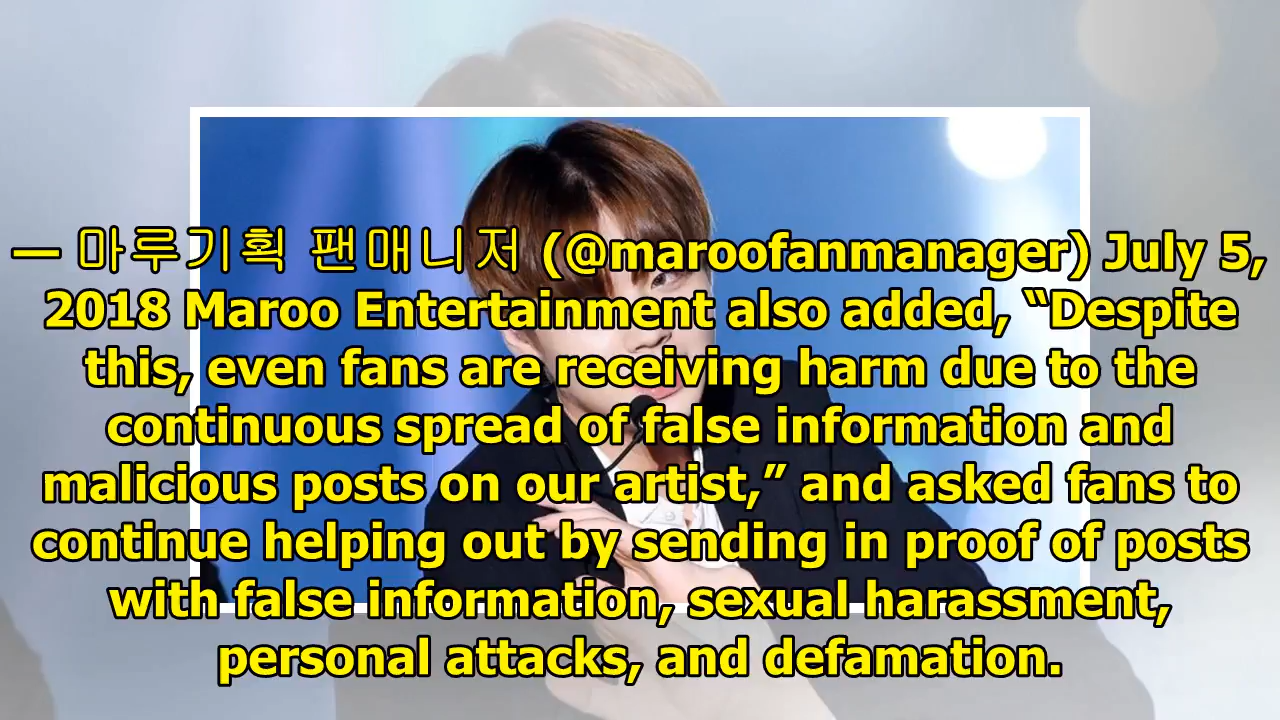 — 마루기획 팬매니저 (@maroofanmanager) July 5,
2018 Maroo Entertainment also added, “Despite
this, even fans are receiving harm due to the
continuous spread of false information and
malicious posts on our artist,” and asked fans to
continue helping out by sending in proof of posts
with false information, sexual harassment,
personal attacks, and defamation.